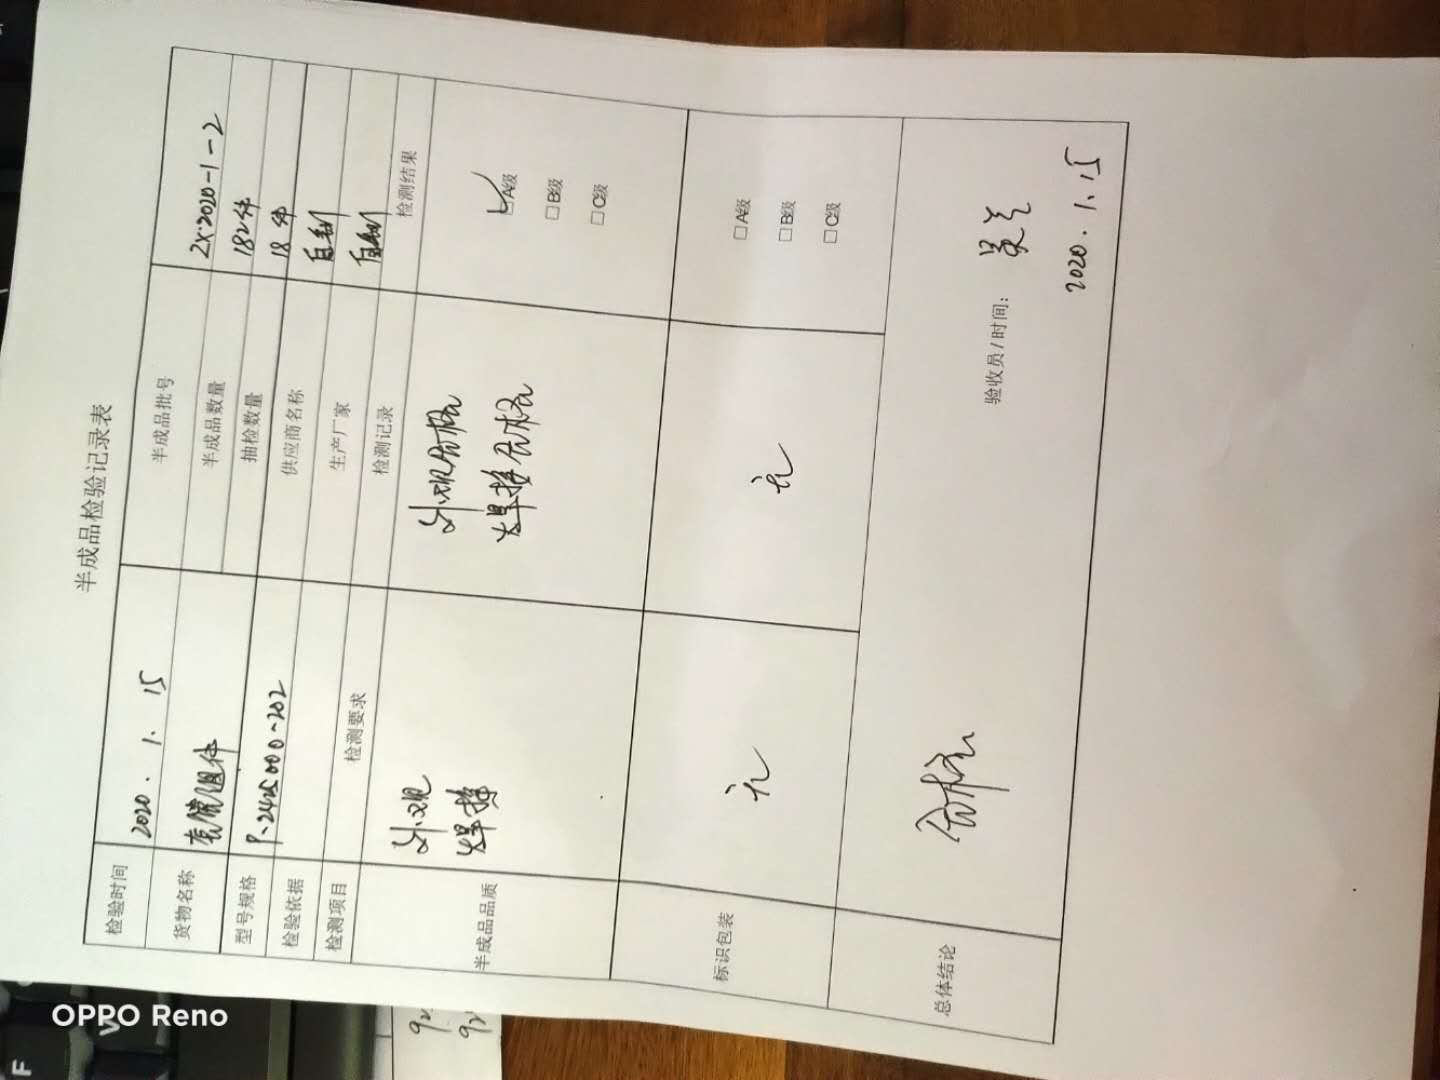 半成品检验记录表
检验时间 2020.1.15 半成品批号 2X.2020-1-2
货物名称 组件 半成品数量 182件
型号规格 抽检数量 18件
检验依据 供应商名称 自制
生产厂家 自制
检测项目 检测要求 检测记录 检测结果
半成品品质 外观 外观合格 ☑A级
焊接 焊接合格 □B级
□C级
标识包装 无 无 □A级
□B级
□C级
总体结论 合格
验收员/时间:
2020.1.15
OPPO Reno
F
V